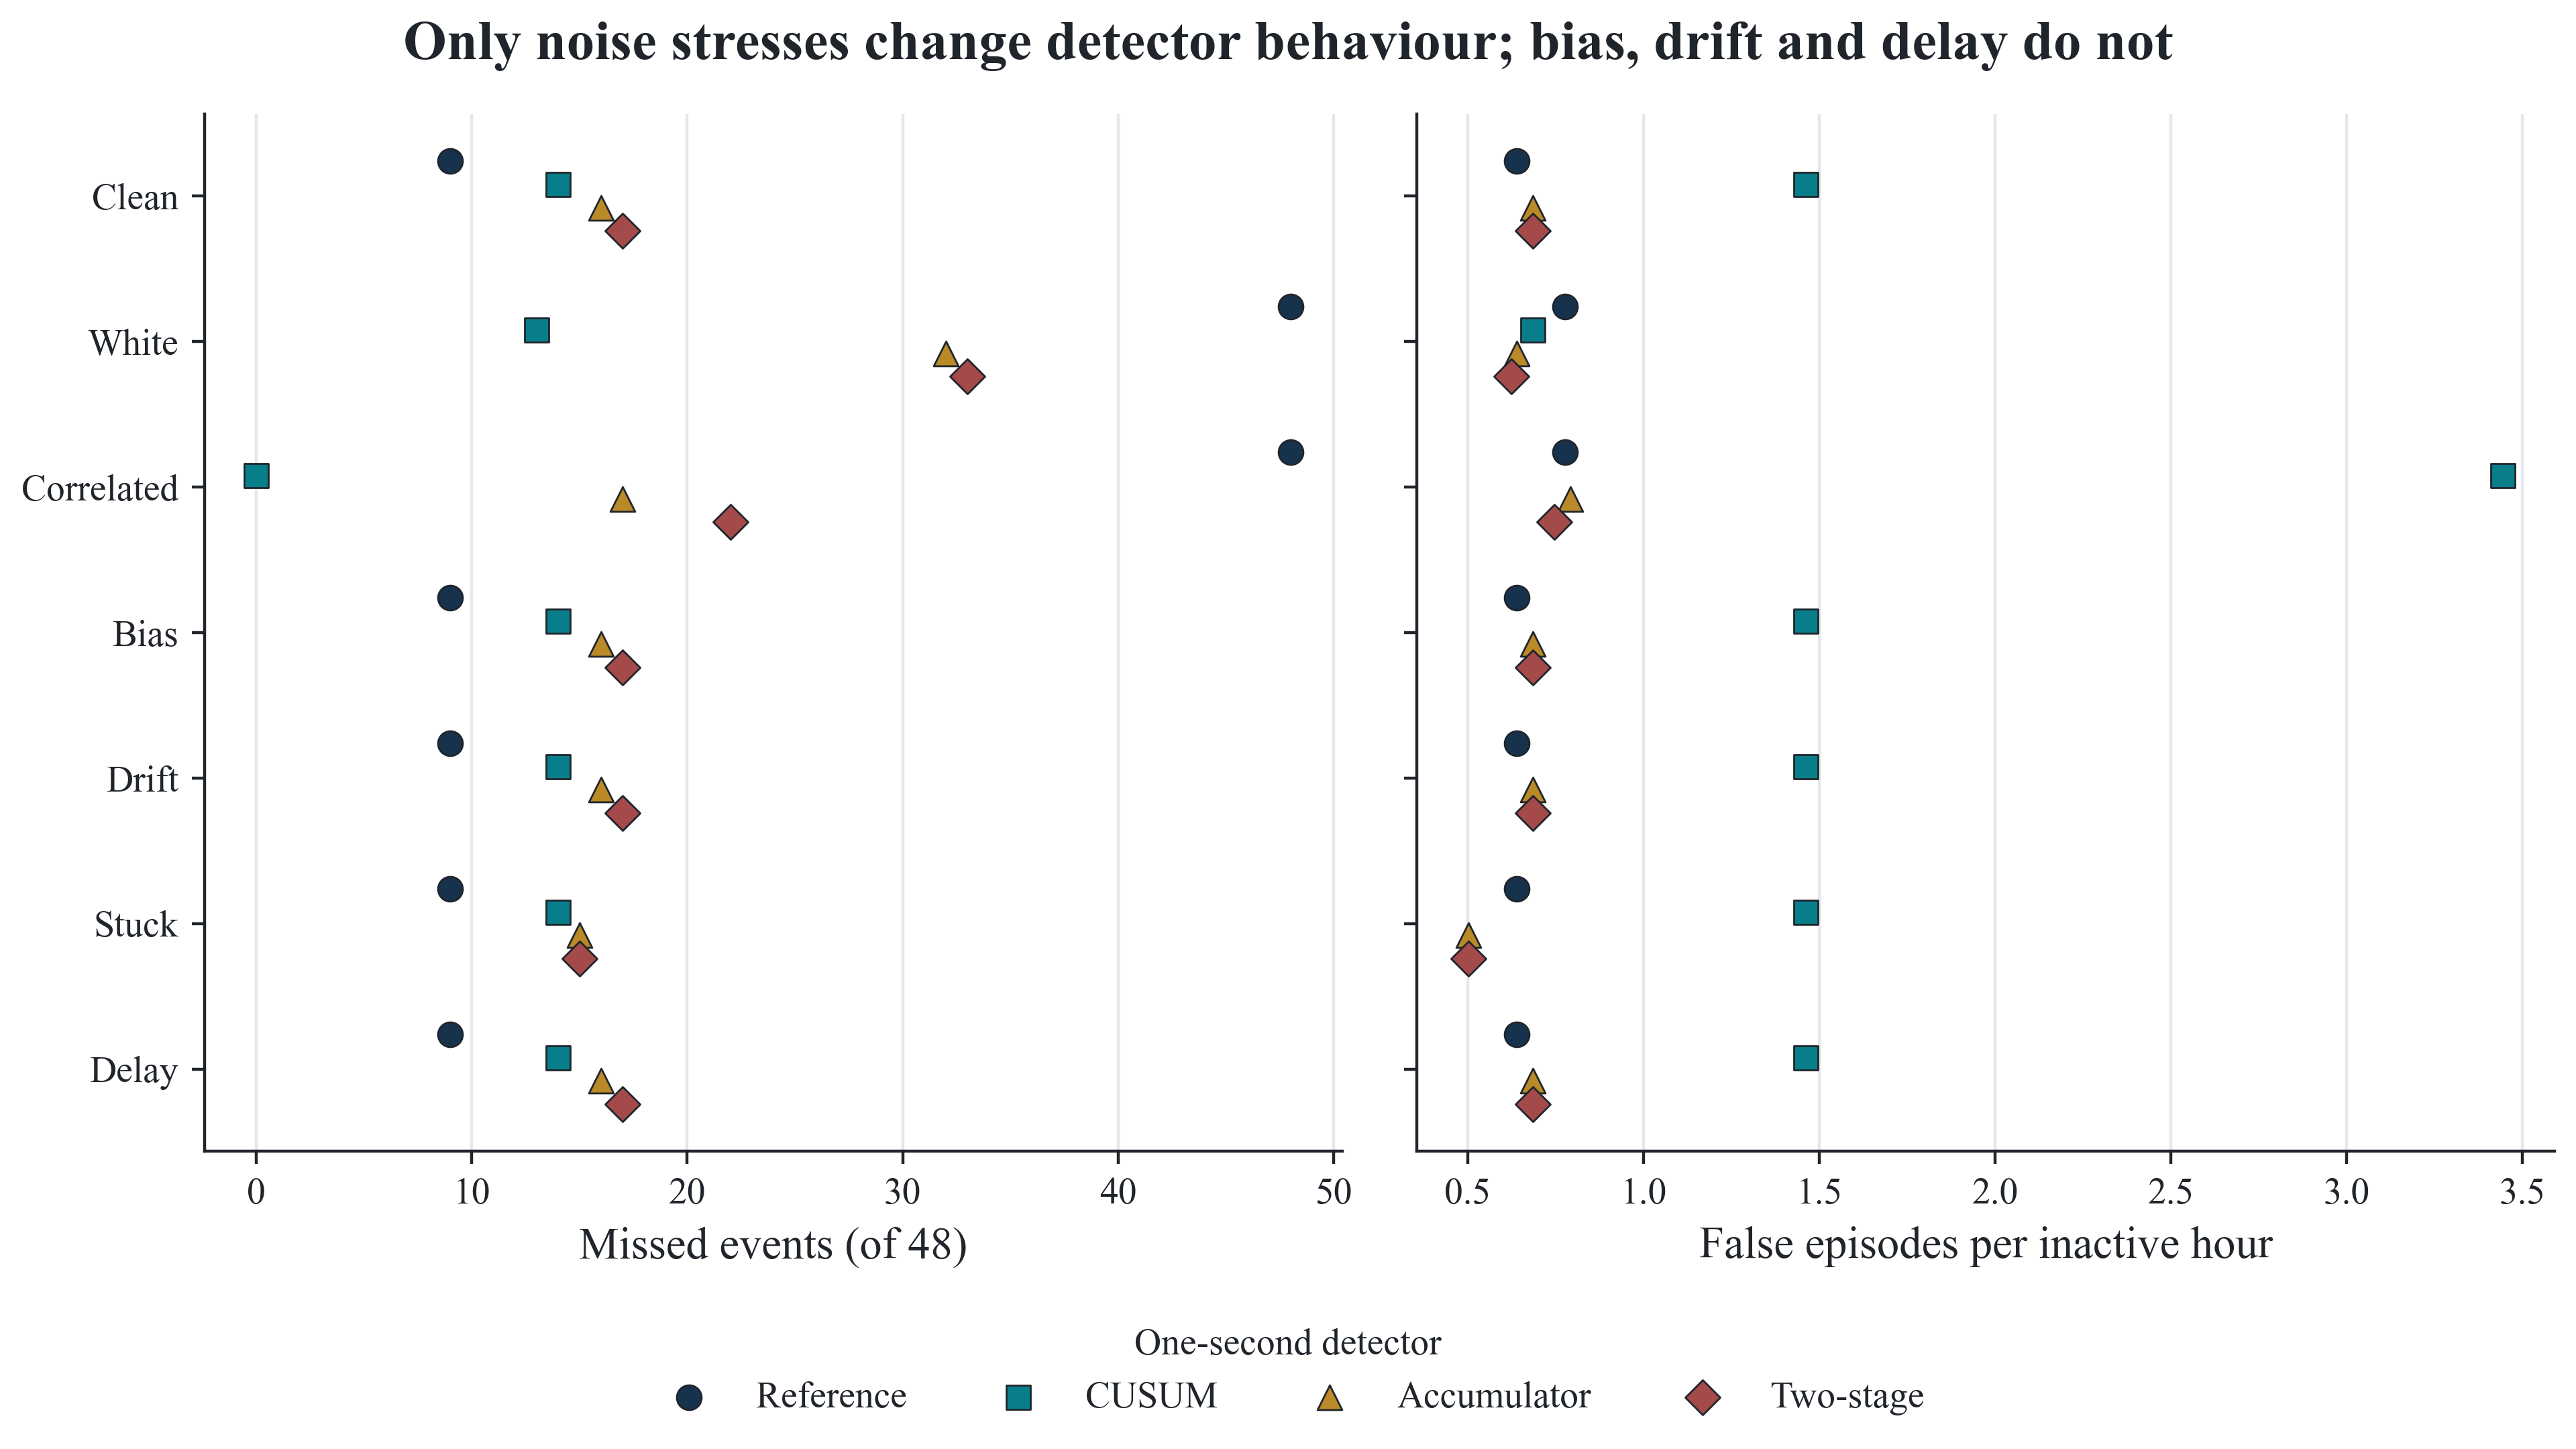 Only noise stresses change detector behaviour; bias, drift and delay do not
Clean
White
Correlated
Bias
Drift
Stuck
Delay
0 10 20 30 40 50
Missed events (of 48)
0.5 1.0 1.5 2.0 2.5 3.0 3.5
False episodes per inactive hour
One-second detector
Reference CUSUM Accumulator Two-stage